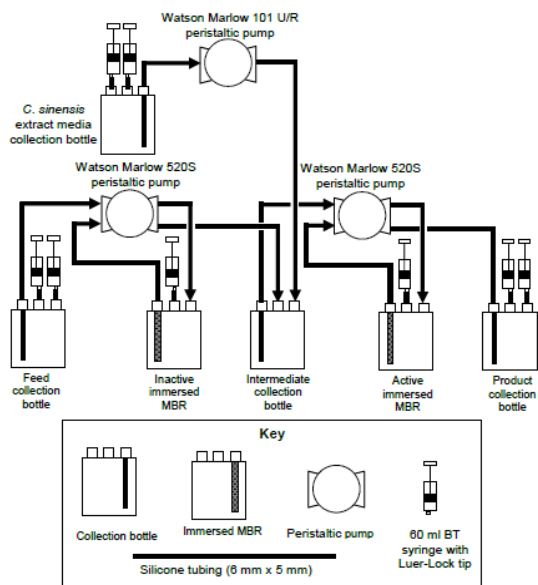 Watson Marlow 101 U/R
peristaltic pump
C. sinensis
extract media
collection bottle
Watson Marlow 520S
peristaltic pump
Watson Marlow 520S
peristaltic pump
Feed
collection
bottle
Inactive
immersed
MBR
Intermediate
collection
bottle
Active
immersed
MBR
Product
collection
bottle
Key
Collection bottle
Immersed MBR
Peristaltic pump
60 ml BT
syringe with
Luer-Lock tip
Silicone tubing (6 mm x 5 mm)